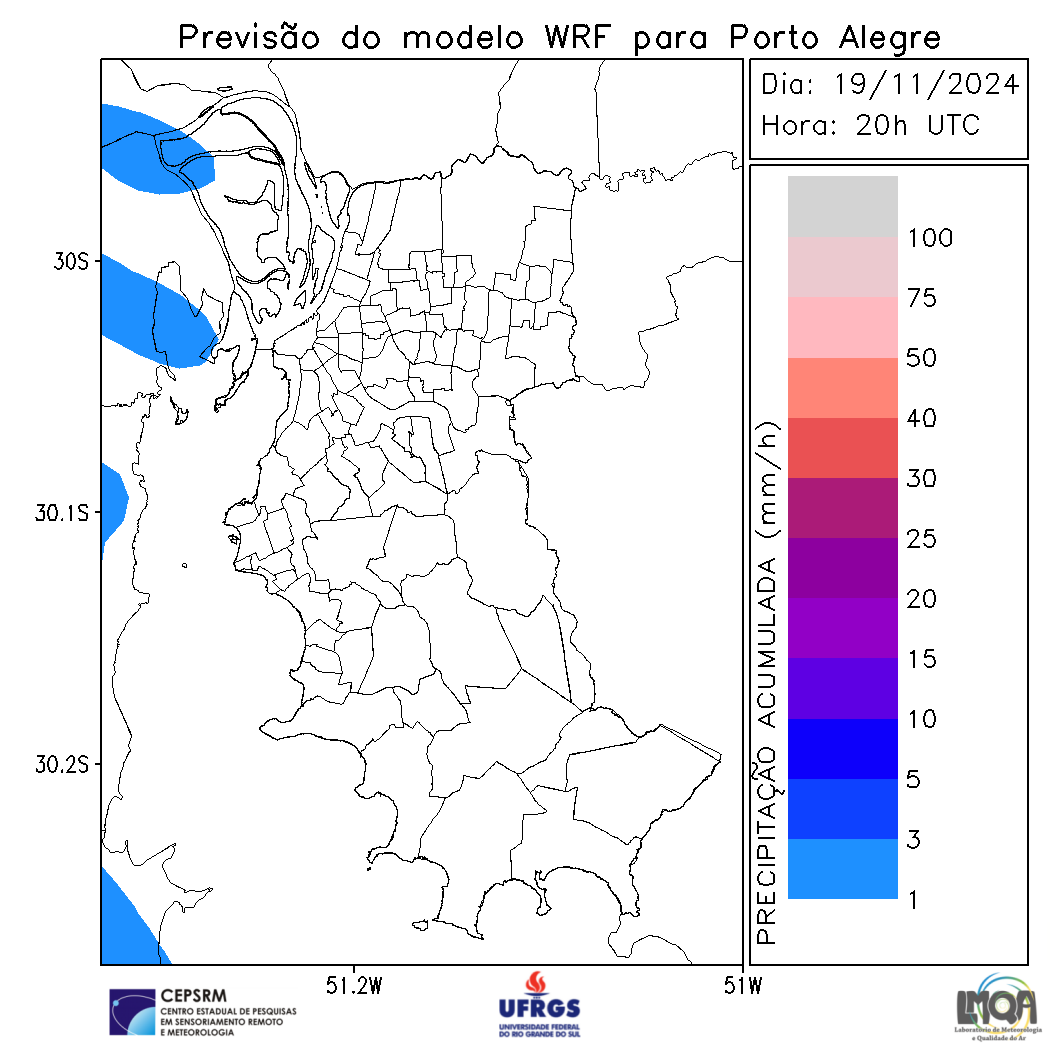 Previsão do modelo WRF para Porto Alegre
Dia: 19/11/2024
Hora: 20h UTC
30S
30.1S
30.2S
51.2W
51W
PRECIPITAÇÃO ACUMULADA (mm/h)
100
75
50
40
30
25
20
15
10
5
3
1
CEPSRM
CENTRO ESTADUAL DE PESQUISAS
EM SENSORIAMENTO REMOTO
E METEOROLOGIA
UFRGS
UNIVERSIDADE FEDERAL
DO RIO GRANDE DO SUL
LMQA
Laboratório de Meteorologia
e Qualidade do Ar